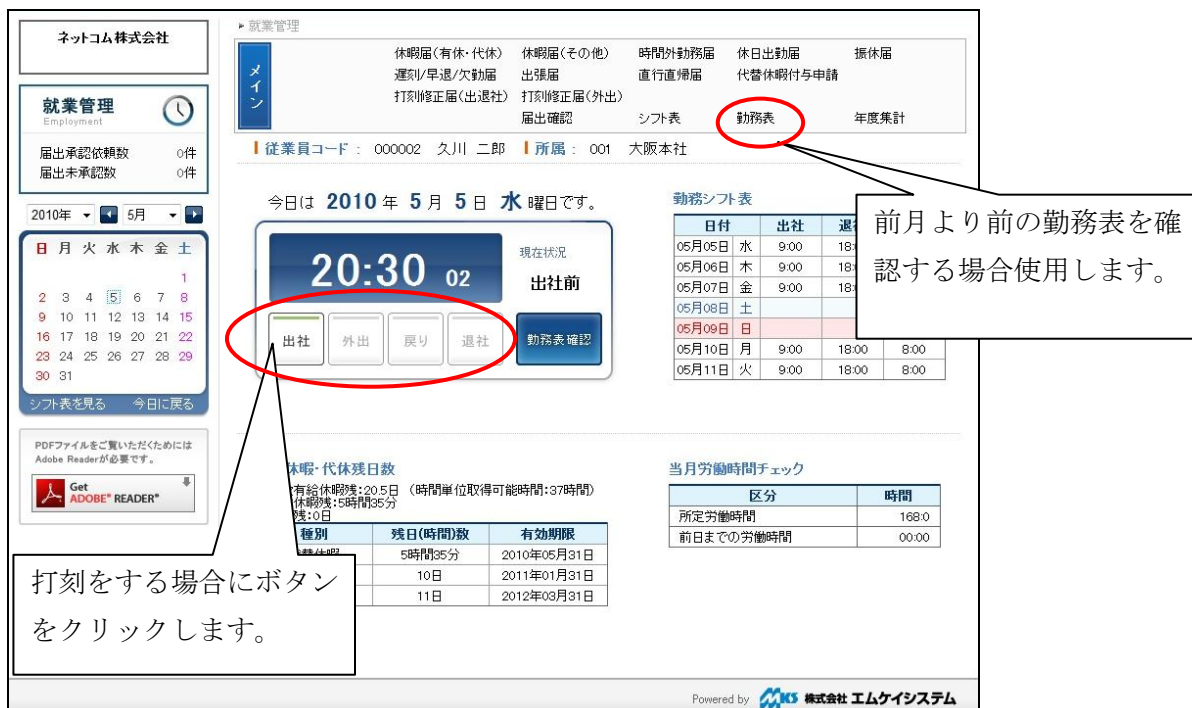 ネットコム株式会社
就業管理
Employment
届出承認依頼数 0件
届出未承認数 0件
2010年 5月
日 月 火 水 木 金 土
1
2 3 4 5 6 7 8
9 10 11 12 13 14 15
16 17 18 19 20 21 22
23 24 25 26 27 28 29
30 31
シフト表を見る 今日に戻る
PDFファイルをご覧いただくためには
Adobe Readerが必要です。
Get
ADOBE® READER®
就業管理
メイン
休暇届(有休・代休) 休暇届(その他) 時間外勤務届 休日出勤届 振休届
遅刻/早退/欠勤届 出張届 直行直帰届 代替休暇付与申請
打刻修正届(出退社) 打刻修正届(外出)
届出確認 シフト表 勤務表 年度集計
従業員コード : 000002 久川 二郎 所属 : 001 大阪本社
今日は 2010 年 5 月 5 日 水 曜日です。
20:30 02
現在状況
出社前
出社 外出 戻り 退社 勤務表確認
勤務シフト表
日付 出社
05月05日 水 9:00 18:
05月06日 木 9:00 18:
05月07日 金 9:00 18:
05月08日 土
05月09日 日
05月10日 月 9:00 18:00 8:00
05月11日 火 9:00 18:00 8:00
前月より前の勤務表を確
認する場合使用します。
休暇・代休残日数
有給休暇残:20.5日 (時間単位取得可能時間:37時間)
休暇残:5時間35分
残:0日
種別 残日(時間)数 有効期限
5時間35分 2010年05月31日
10日 2011年01月31日
11日 2012年03月31日
打刻をする場合にボタン
をクリックします。
当月労働時間チェック
区分 時間
所定労働時間 168:0
前日までの労働時間 00:00
Powered by MKS 株式会社 エムケイシステム